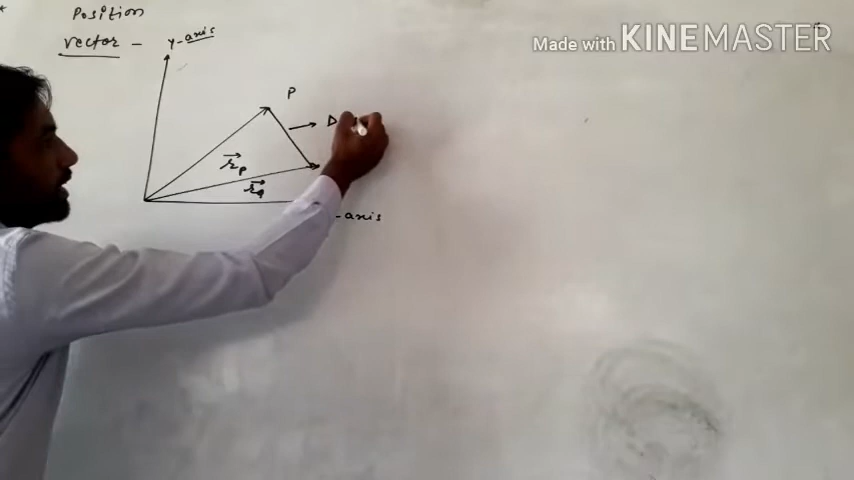 Position
vector -
y-axis
Made with KINEMASTER
P
r⃗p
r⃗q
-axis